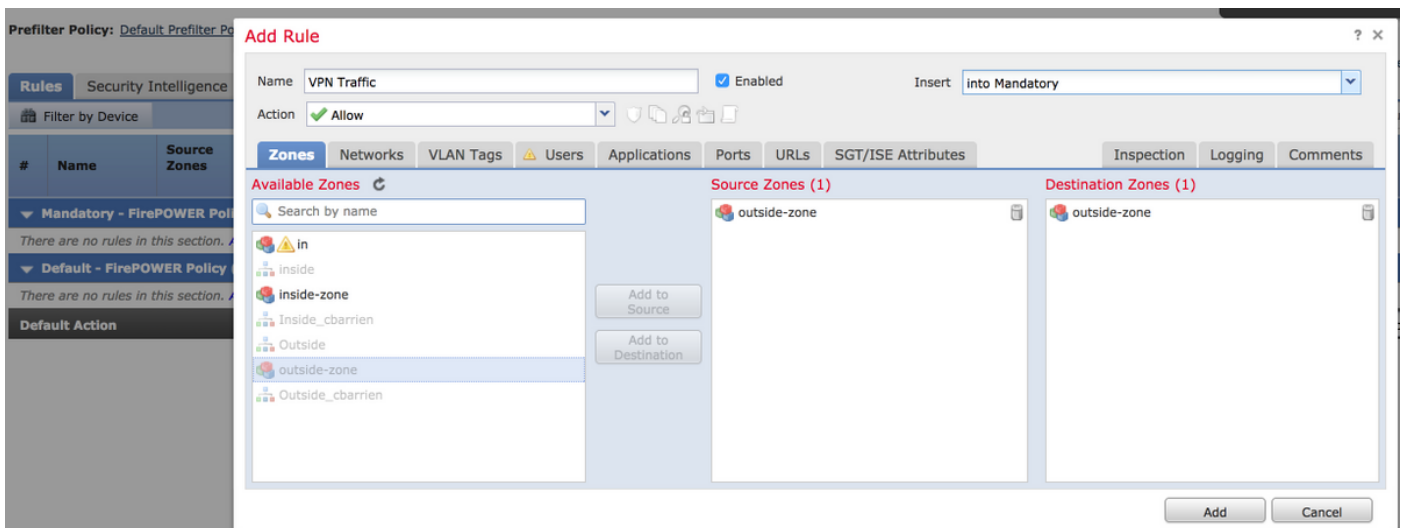 Prefilter Policy: Default Prefilter Po
Rules Security Intelligence
Filter by Device
# Name Source Zones
Mandatory - FirePOWER Poli
There are no rules in this section.
Default - FirePOWER Policy
There are no rules in this section.
Default Action
Add Rule
? ×
Name VPN Traffic Enabled Insert into Mandatory
Action Allow
Zones Networks VLAN Tags Users Applications Ports URLs SGT/ISE Attributes Inspection Logging Comments
Available Zones
Search by name
in
inside
inside-zone
Inside_cbarrien
Outside
outside-zone
Outside_cbarrien
Add to
Source
Add to
Destination
Source Zones (1)
outside-zone
Destination Zones (1)
outside-zone
Add Cancel